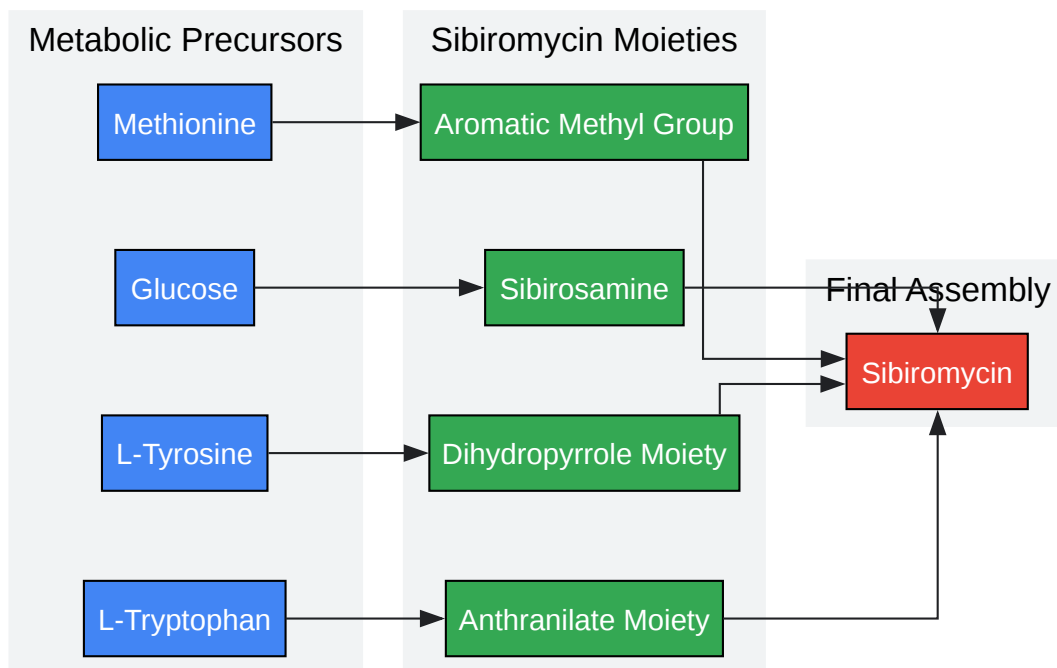 Metabolic Precursors
Sibiromycin Moieties
Methionine
Aromatic Methyl Group
Glucose
Sibirosamine
Final Assembly
Sibiromycin
L-Tyrosine
Dihydropyrrole Moiety
L-Tryptophan
Anthranilate Moiety